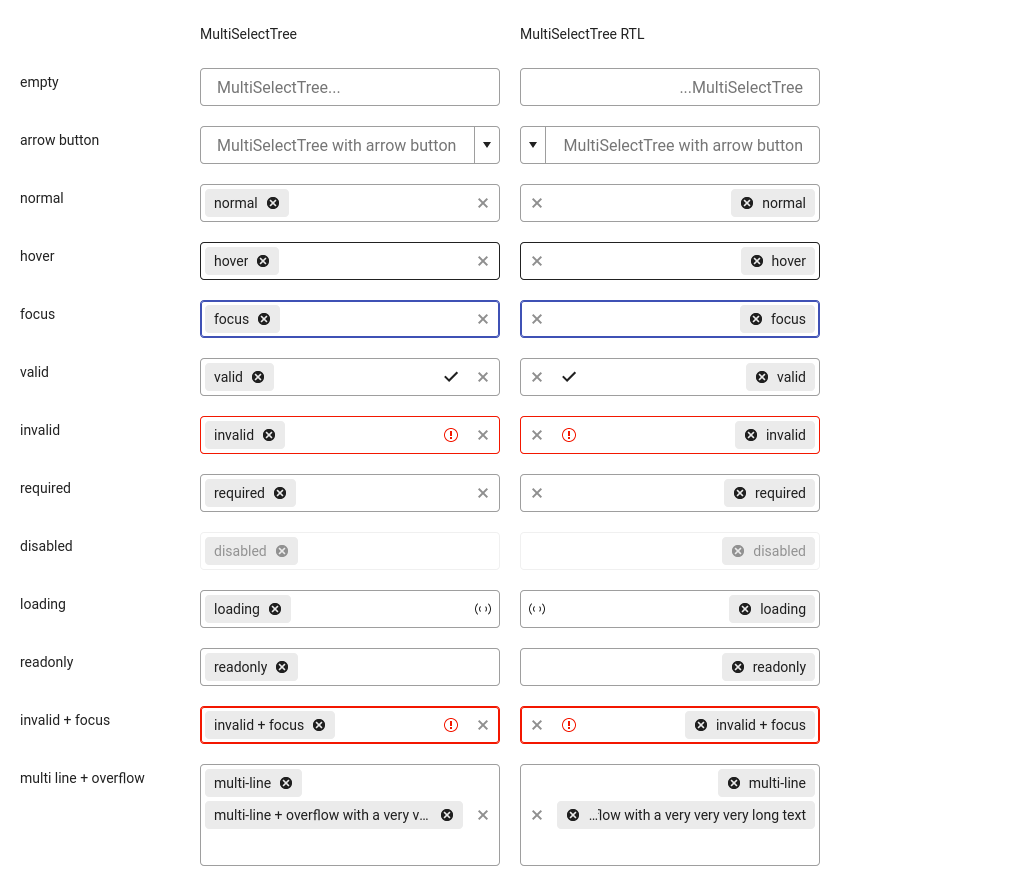 MultiSelectTree MultiSelectTree RTL
empty MultiSelectTree... ...MultiSelectTree
arrow button MultiSelectTree with arrow button MultiSelectTree with arrow button
normal normal normal
hover hover hover
focus focus focus
valid valid valid
invalid invalid invalid
required required required
disabled disabled disabled
loading loading loading
readonly readonly readonly
invalid + focus invalid + focus invalid + focus
multi line + overflow multi-line multi-line
multi-line + overflow with a very v... ...low with a very very very long text